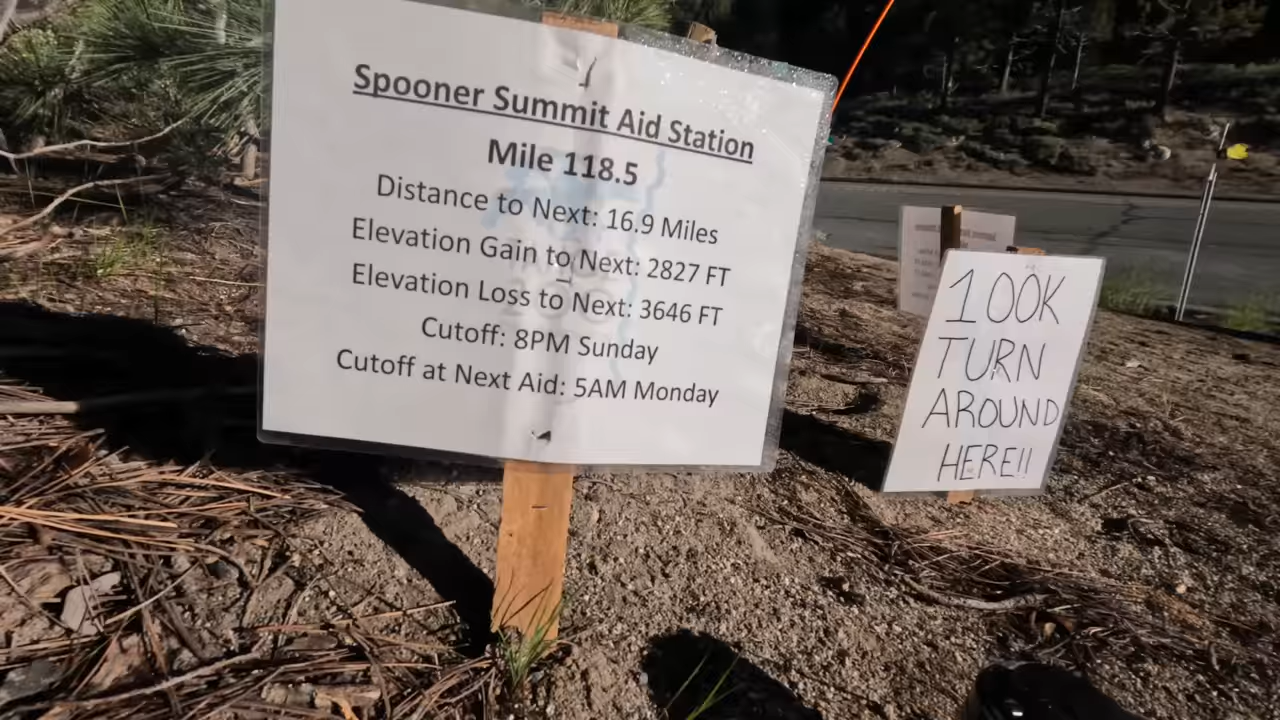 Spooner Summit Aid Station
Mile 118.5
Distance to Next: 16.9 Miles
Elevation Gain to Next: 2827 FT
Elevation Loss to Next: 3646 FT
Cutoff: 8PM Sunday
Cutoff at Next Aid: 5AM Monday
100K
TURN
AROUND
HERE!!